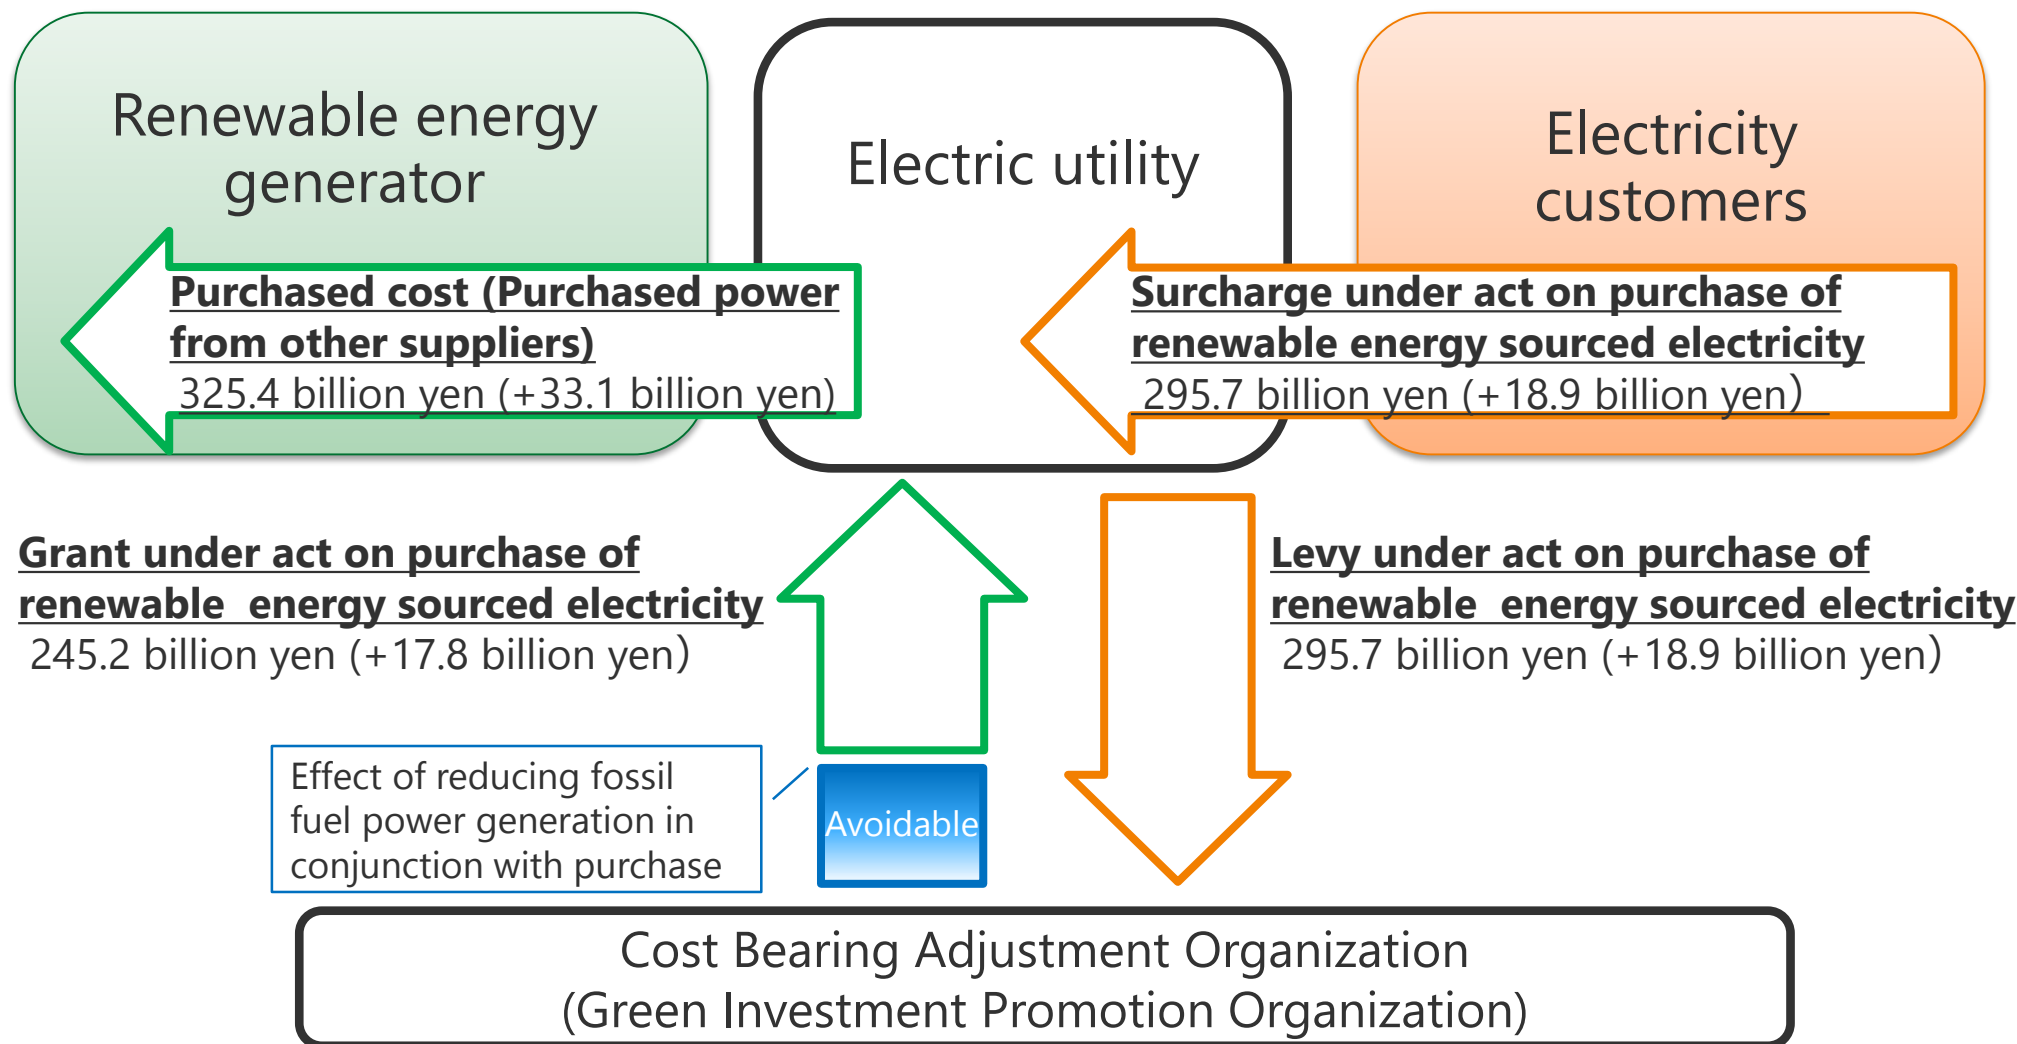 Renewable energy
generator
Electric utility
Electricity
customers
Purchased cost (Purchased power
from other suppliers)
325.4 billion yen (+33.1 billion yen)
Surcharge under act on purchase of
renewable energy sourced electricity
295.7 billion yen (+18.9 billion yen）
Grant under act on purchase of
renewable  energy sourced electricity
245.2 billion yen (+17.8 billion yen）
Levy under act on purchase of
renewable  energy sourced electricity
295.7 billion yen (+18.9 billion yen）
Effect of reducing fossil
fuel power generation in
conjunction with purchase
Avoidable
Cost Bearing Adjustment Organization
(Green Investment Promotion Organization)